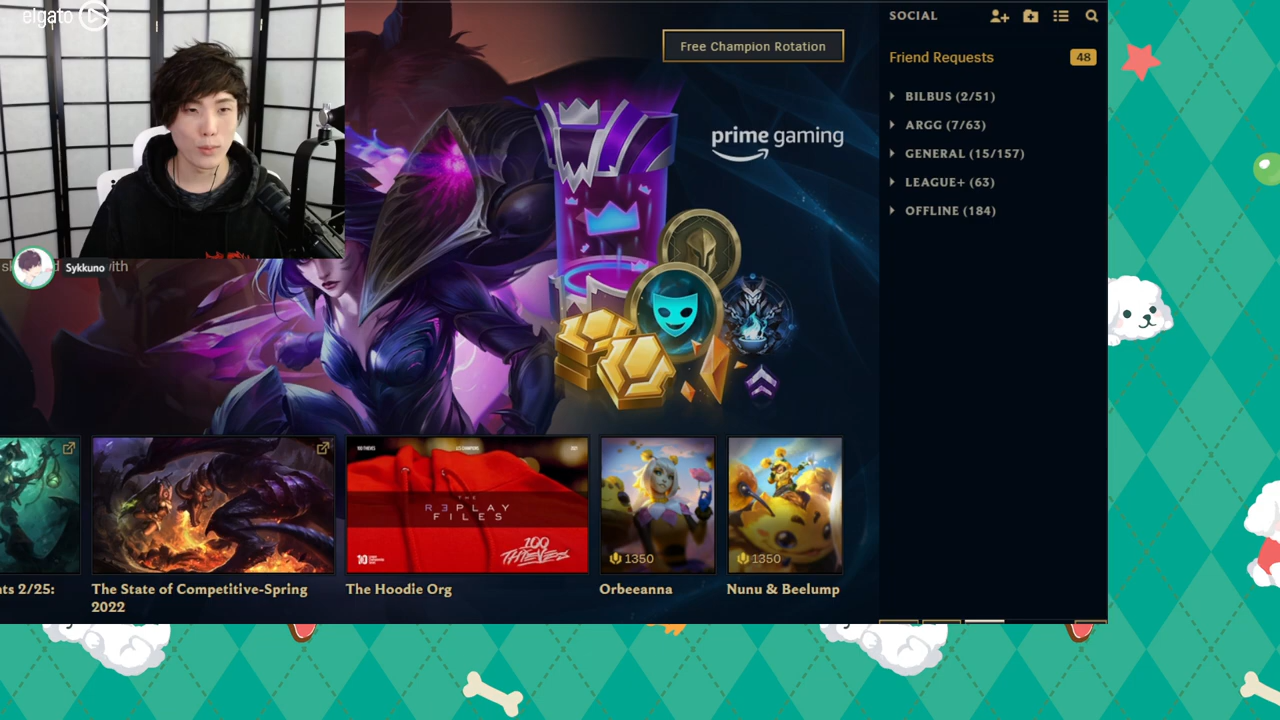 elgato
Free Champion Rotation
prime gaming
Sykkuno
ith
SOCIAL
Friend Requests
48
BILBUS (2/51)
ARGG (7/63)
GENERAL (15/157)
LEAGUE+ (63)
OFFLINE (184)
THE
R3PLAY
FILES
100
THIEVES
1350
1350
nts 2/25:
The State of Competitive-Spring
2022
The Hoodie Org
Orbeeanna
Nunu & Beelump